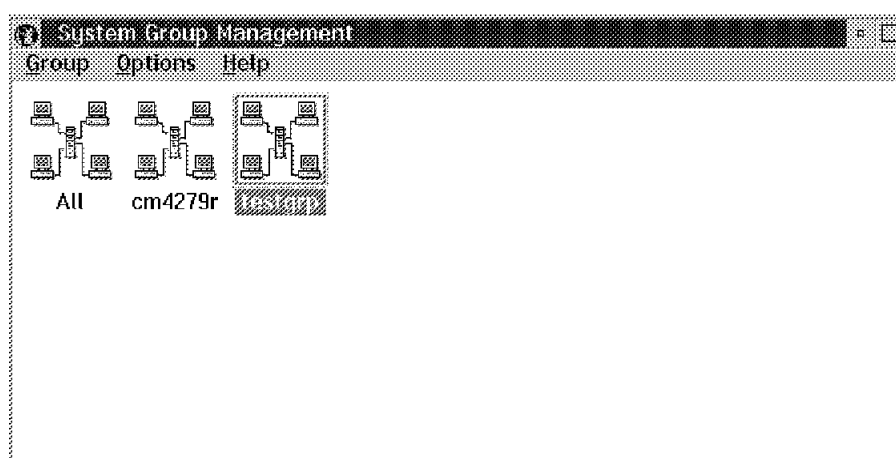 System Group Management
Group Options Help
All cm4279r testgrp